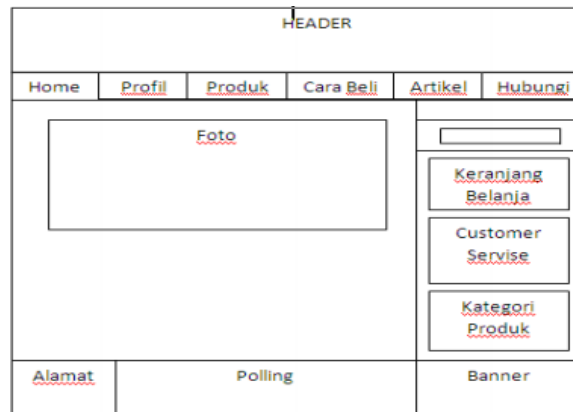 HEADER
Home Profil Produk Cara Beli Artikel Hubungi
Foto
Keranjang
Belanja
Customer
Servise
Kategori
Produk
Alamat Polling Banner